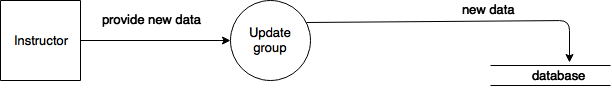 Instructor
provide new data
Update
group
new data
database